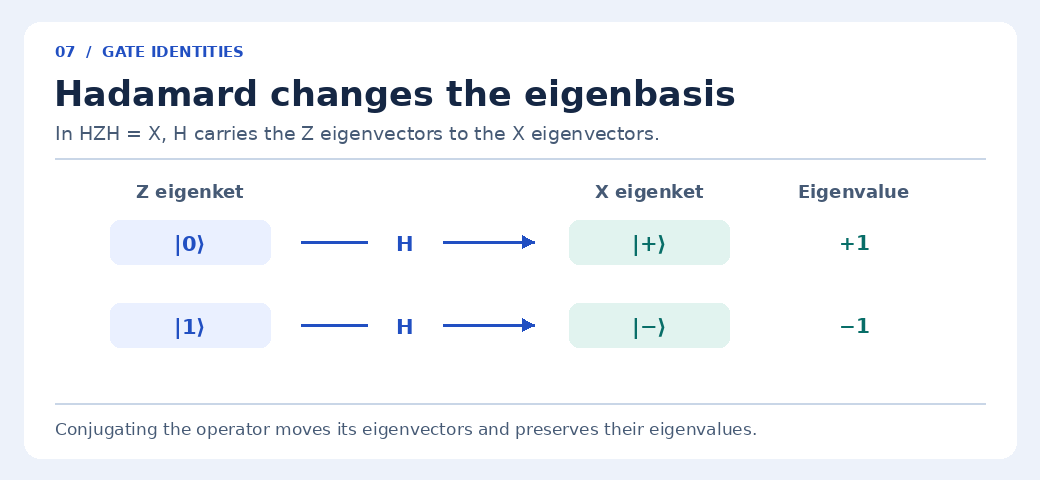 07 / GATE IDENTITIES
Hadamard changes the eigenbasis
In HZH = X, H carries the Z eigenvectors to the X eigenvectors.
Z eigenket X eigenket Eigenvalue
|0⟩ H |+⟩ +1
|1⟩ H |−⟩ −1
Conjugating the operator moves its eigenvectors and preserves their eigenvalues.